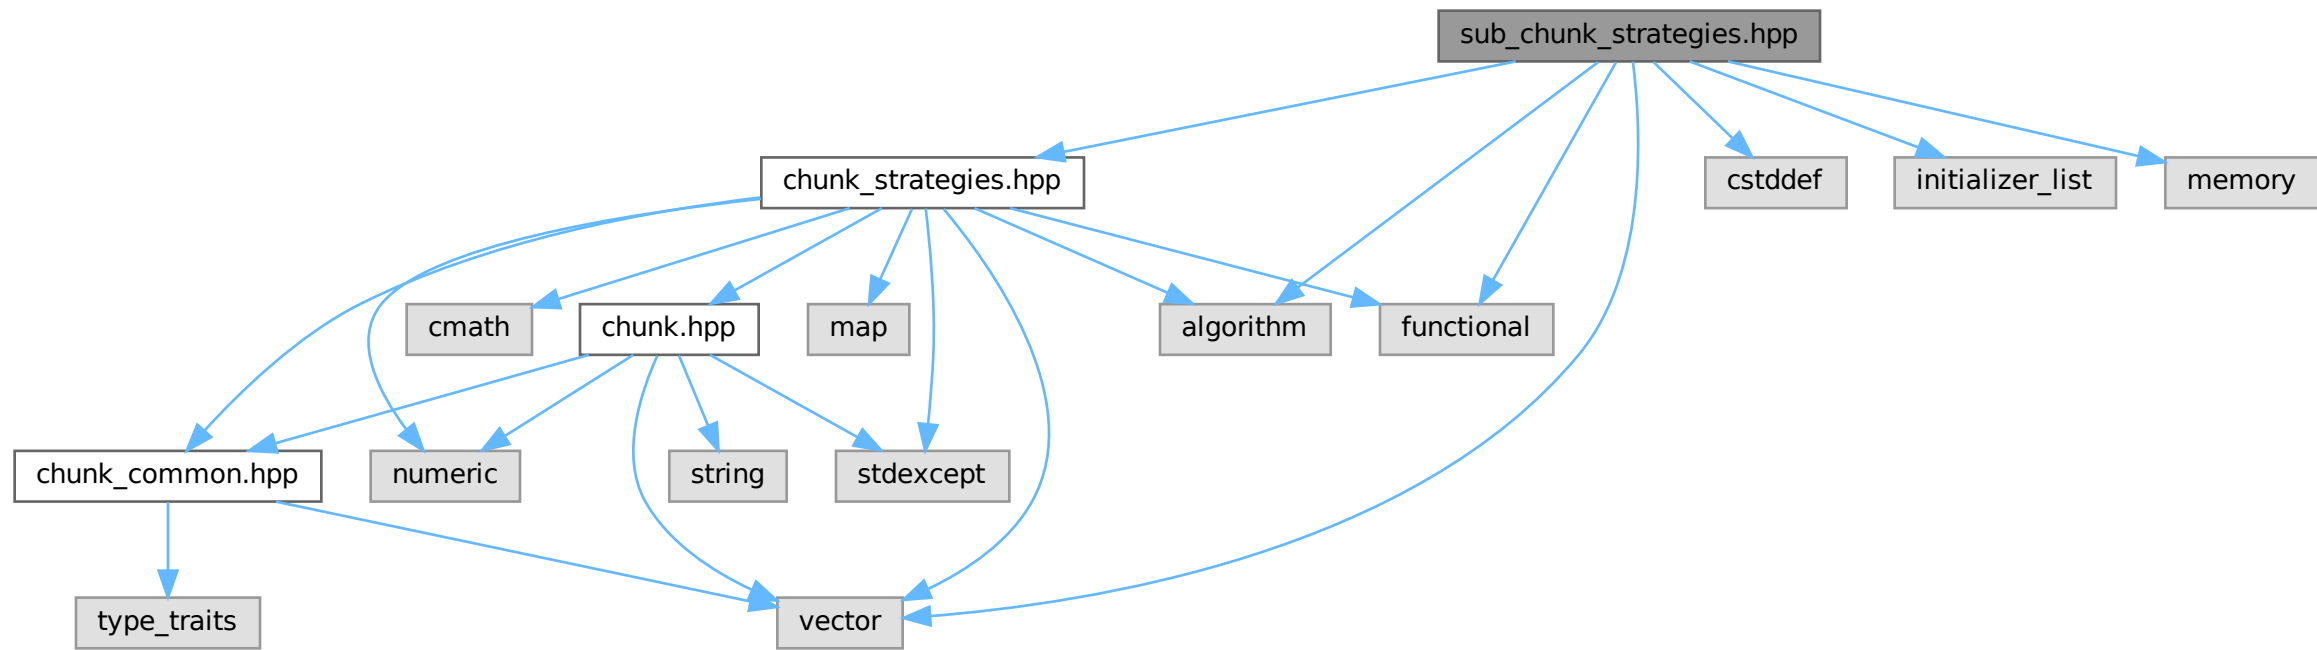 sub_chunk_strategies.hpp
chunk_strategies.hpp
cstddef
initializer_list
memory
cmath
chunk.hpp
map
algorithm
functional
chunk_common.hpp
numeric
string
stdexcept
type_traits
vector